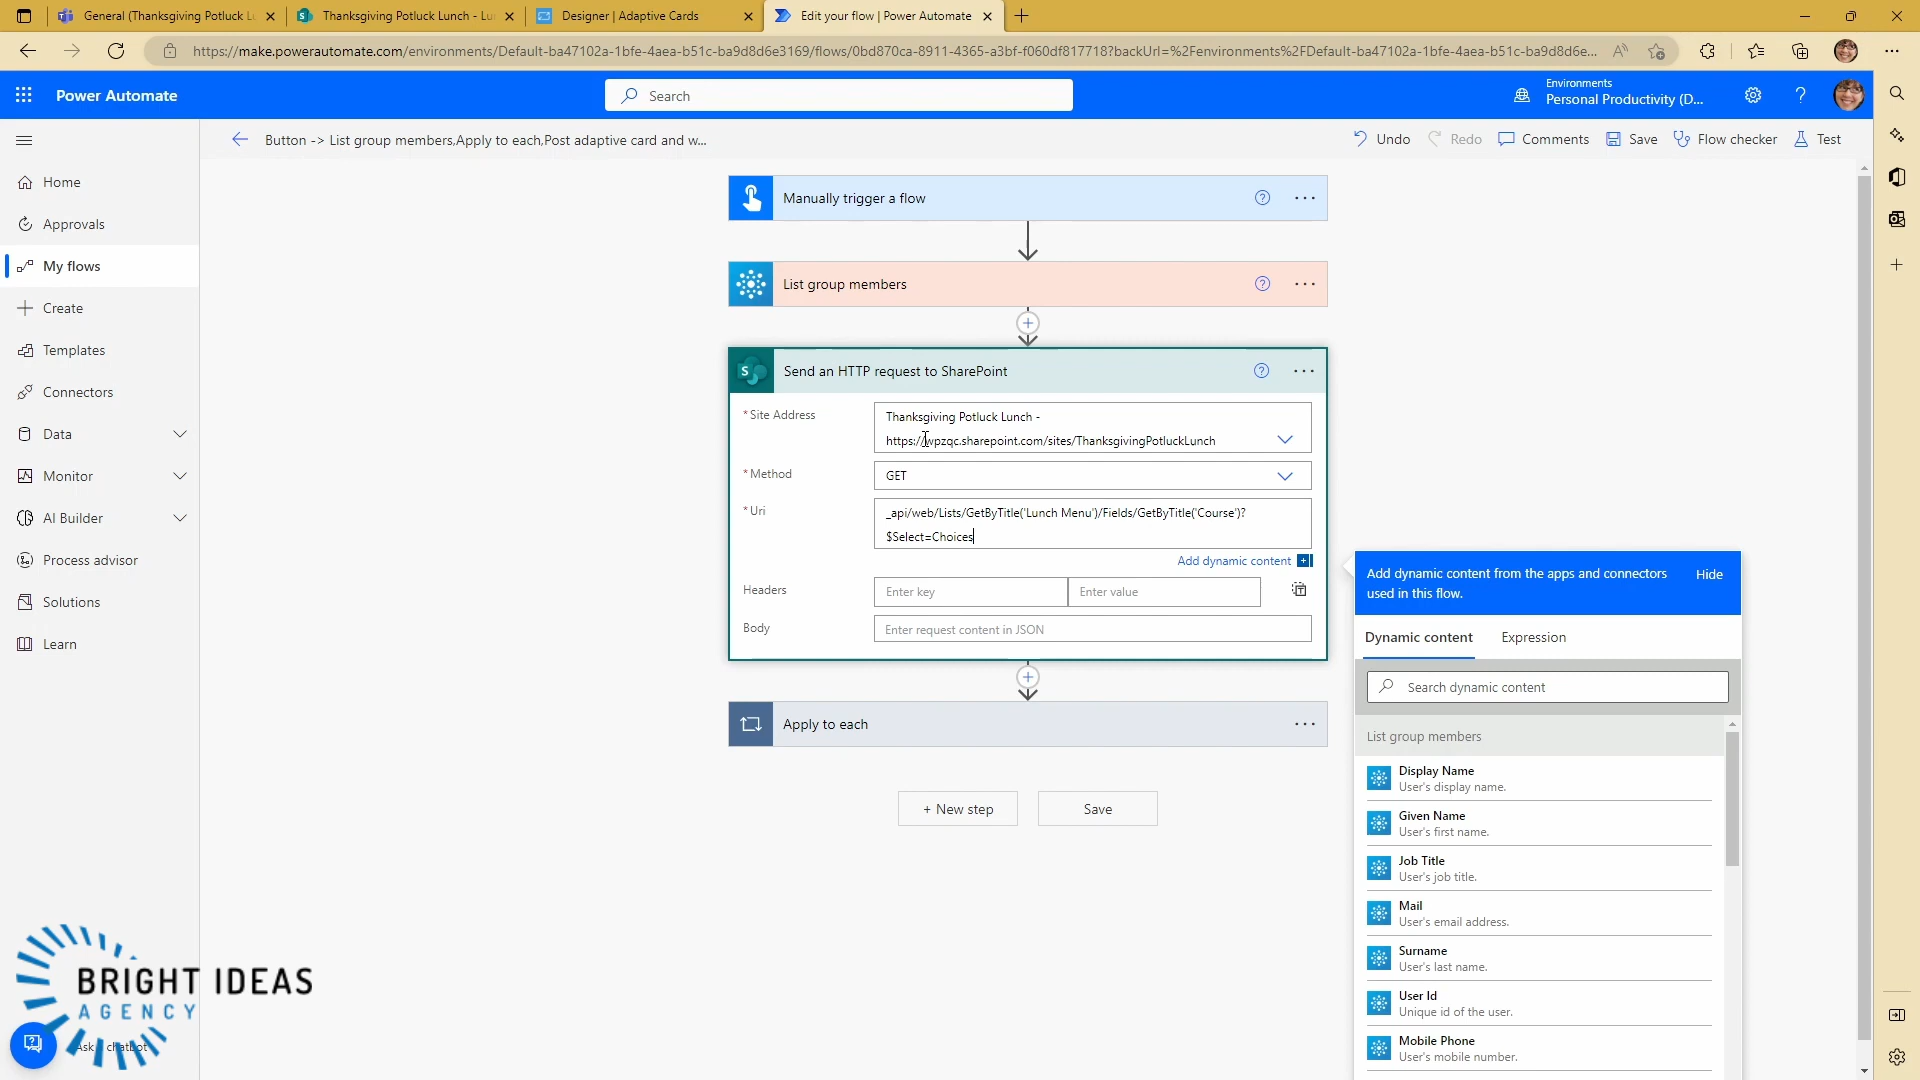 General (Thanksgiving Potluck L
Thanksgiving Potluck Lunch - Lu
Designer | Adaptive Cards
Edit your flow | Power Automate
https://make.powerautomate.com/environments/Default-ba47102a-1bfe-4aea-b51c-ba9d8d6e3169/flows/0bd870ca-8911-4365-a3bf-f060df817718?backUrl=%2Fenvironments%2FDefault-ba47102a-1bfe-4aea-b51c-ba9d8d6e...
Power Automate
Search
Environments
Personal Productivity (D...
Button -> List group members,Apply to each,Post adaptive card and w...
Undo
Redo
Comments
Save
Flow checker
Test
Home
Approvals
My flows
Create
Templates
Connectors
Data
Monitor
AI Builder
Process advisor
Solutions
Learn
Manually trigger a flow
List group members
Send an HTTP request to SharePoint
* Site Address
Thanksgiving Potluck Lunch -
https://wpzqc.sharepoint.com/sites/ThanksgivingPotluckLunch
* Method
GET
* Uri
_api/web/Lists/GetByTitle('Lunch Menu')/Fields/GetByTitle('Course')?
$Select=Choices
Add dynamic content
Headers
Enter key
Enter value
Body
Enter request content in JSON
Apply to each
+ New step
Save
Add dynamic content from the apps and connectors
used in this flow.
Hide
Dynamic content
Expression
Search dynamic content
List group members
Display Name
User's display name.
Given Name
User's first name.
Job Title
User's job title.
Mail
User's email address.
Surname
User's last name.
User Id
Unique id of the user.
Mobile Phone
User's mobile number.
BRIGHT IDEAS
AGENCY
Ask a chatbot